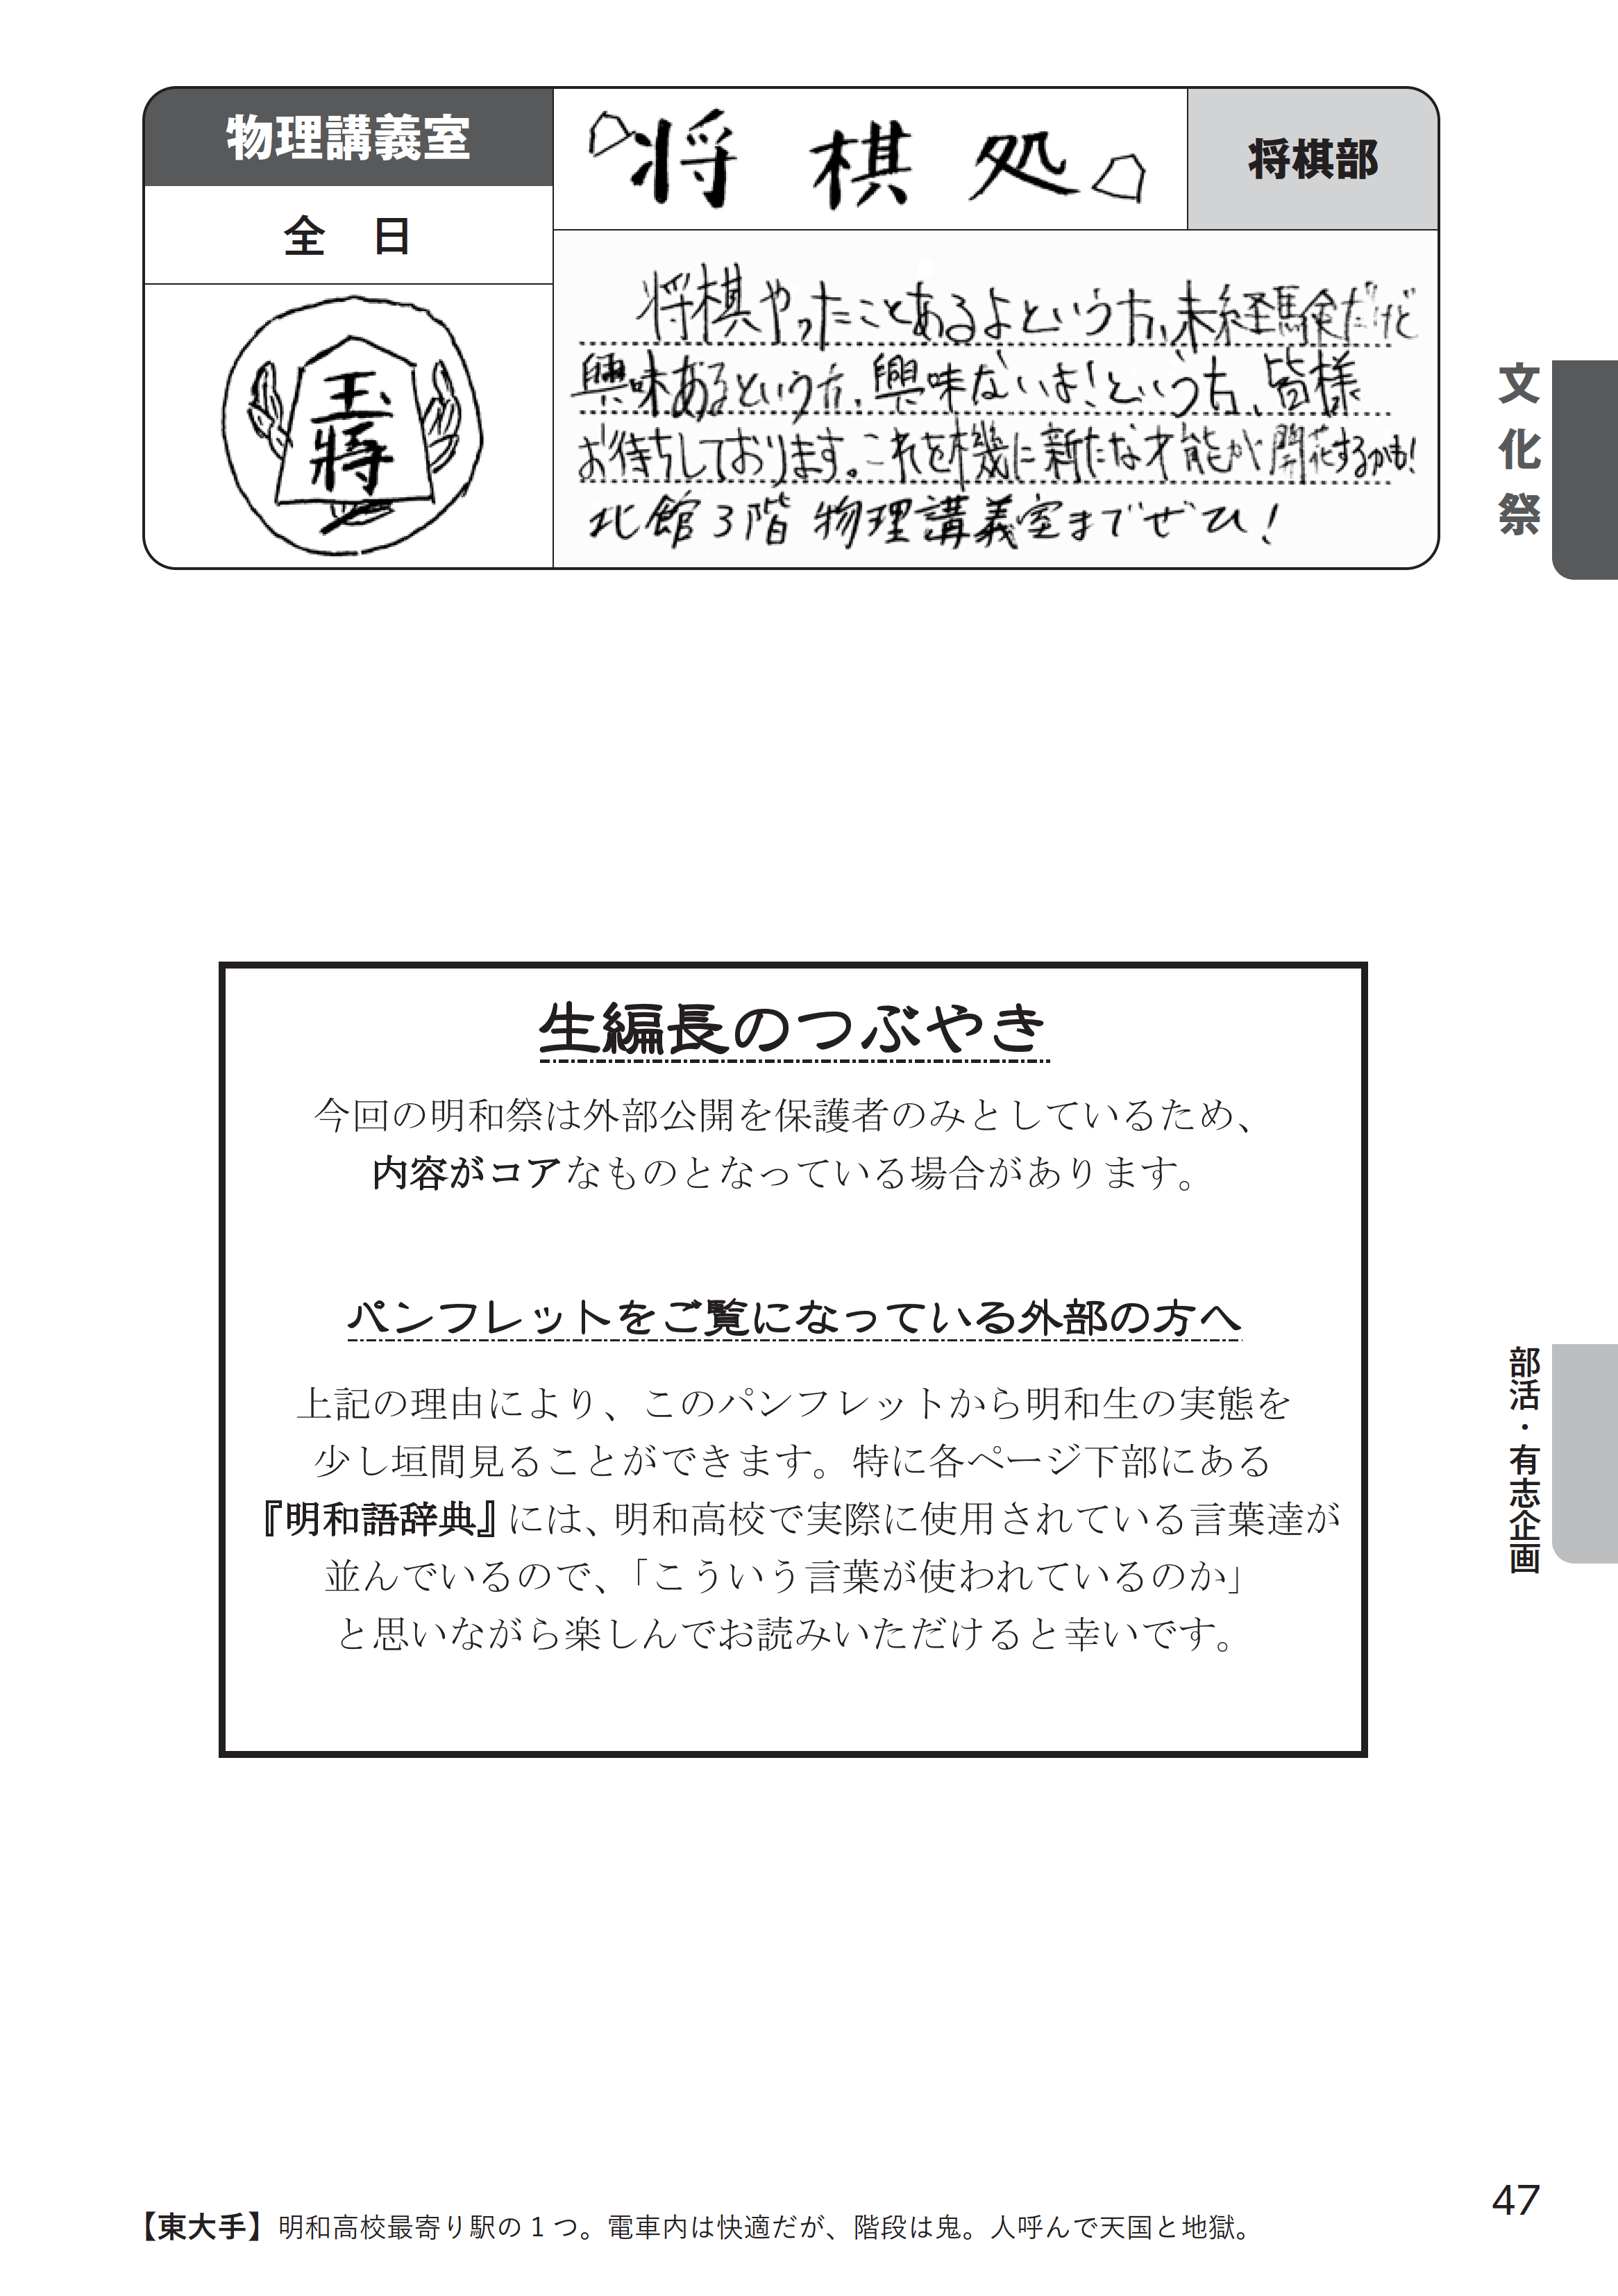 物理講義室
全 日
玉将
将棋処
将棋部
将棋やったことあるよという方、未経験だけど
興味あるという方、興味ないよ！という方、皆様
お待ちしております。これを機に新たな才能が開花するかも！
北館3階 物理講義室までぜひ！
文化祭
生編長のつぶやき
今回の明和祭は外部公開を保護者のみとしているため、
内容がコアなものとなっている場合があります。
パンフレットをご覧になっている外部の方へ
上記の理由により、このパンフレットから明和生の実態を
少し垣間見ることができます。特に各ページ下部にある
『明和語辞典』には、明和高校で実際に使用されている言葉達が
並んでいるので、「こういう言葉が使われているのか」
と思いながら楽しんでお読みいただけると幸いです。
部活・有志企画
【東大手】明和高校最寄り駅の1つ。電車内は快適だが、階段は鬼。人呼んで天国と地獄。
47